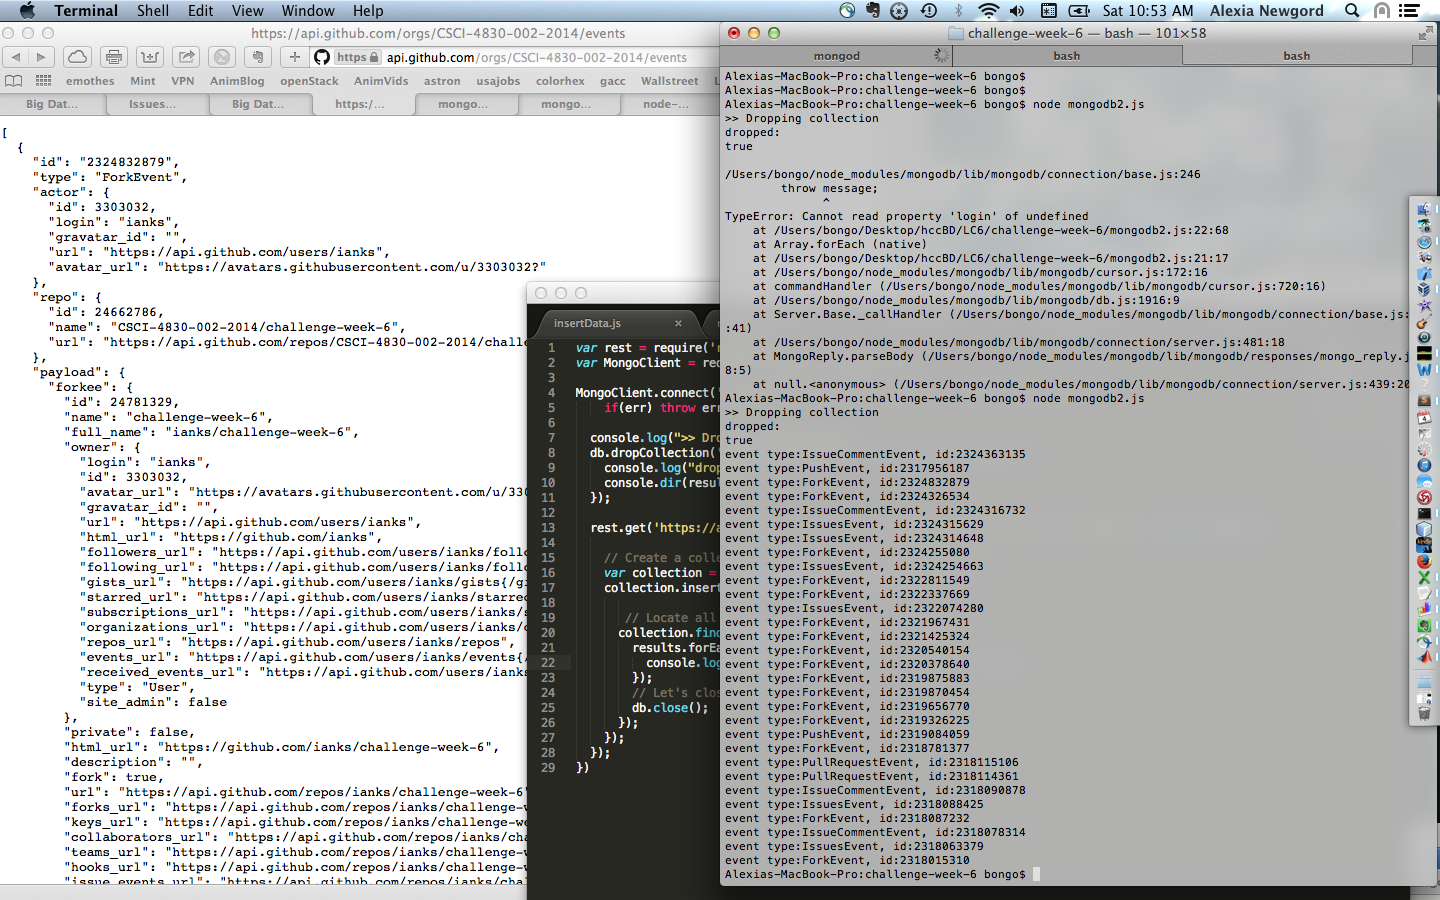 Terminal Shell Edit View Window Help Sat 10:53 AM Alexia Newgord
https://api.github.com/orgs/CSCI-4830-002-2014/events
https api.github.com/orgs/CSCI-4830-002-2014/events
emothes Mint VPN AnimBlog openStack AnimVids astron usajobs colorhex gacc Wallstreet
Big Dat... Issues... Big Dat... https:/... mongo... mongo... node-...
[
{
"id": "2324832879",
"type": "ForkEvent",
"actor": {
"id": 3303032,
"login": "ianks",
"gravatar_id": "",
"url": "https://api.github.com/users/ianks",
"avatar_url": "https://avatars.githubusercontent.com/u/3303032?"
},
"repo": {
"id": 24662786,
"name": "CSCI-4830-002-2014/challenge-week-6",
"url": "https://api.github.com/repos/CSCI-4830-002-2014/challe
},
"payload": {
"forkee": {
"id": 24781329,
"name": "challenge-week-6",
"full_name": "ianks/challenge-week-6",
"owner": {
"login": "ianks",
"id": 3303032,
"avatar_url": "https://avatars.githubusercontent.com/u/330
"gravatar_id": "",
"url": "https://api.github.com/users/ianks",
"html_url": "https://github.com/ianks",
"followers_url": "https://api.github.com/users/ianks/follo
"following_url": "https://api.github.com/users/ianks/follo
"gists_url": "https://api.github.com/users/ianks/gists{/gi
"starred_url": "https://api.github.com/users/ianks/starred
"subscriptions_url": "https://api.github.com/users/ianks/s
"organizations_url": "https://api.github.com/users/ianks/o
"repos_url": "https://api.github.com/users/ianks/repos",
"events_url": "https://api.github.com/users/ianks/events{/
"received_events_url": "https://api.github.com/users/ianks
"type": "User",
"site_admin": false
},
"private": false,
"html_url": "https://github.com/ianks/challenge-week-6",
"description": "",
"fork": true,
"url": "https://api.github.com/repos/ianks/challenge-week-6"
"forks_url": "https://api.github.com/repos/ianks/challenge-w
"keys_url": "https://api.github.com/repos/ianks/challenge-we
"collaborators_url": "https://api.github.com/repos/ianks/cha
"teams_url": "https://api.github.com/repos/ianks/challenge-w
"hooks_url": "https://api.github.com/repos/ianks/challenge-w
"issue_events_url": "https://api.github.com/repos/ianks/chal
insertData.js ×
1 var rest = require('r
2 var MongoClient = req
3
4 MongoClient.connect('
5 if(err) throw err
6
7 console.log(">> Dro
8 db.dropCollection('
9 console.log("drop
10 console.dir(resul
11 });
12
13 rest.get('https://a
14
15 // Create a colle
16 var collection =
17 collection.insert
18
19 // Locate all
20 collection.find
21 results.forEa
22 console.log
23 });
24 // Let's clos
25 db.close();
26 });
27 });
28 });
29 })
challenge-week-6 — bash — 101×58
mongod bash bash
Alexias-MacBook-Pro:challenge-week-6 bongo$
Alexias-MacBook-Pro:challenge-week-6 bongo$
Alexias-MacBook-Pro:challenge-week-6 bongo$ node mongodb2.js
>> Dropping collection
dropped:
true
/Users/bongo/node_modules/mongodb/lib/mongodb/connection/base.js:246
throw message;
^
TypeError: Cannot read property 'login' of undefined
at /Users/bongo/Desktop/hccBD/LC6/challenge-week-6/mongodb2.js:22:68
at Array.forEach (native)
at /Users/bongo/Desktop/hccBD/LC6/challenge-week-6/mongodb2.js:21:17
at /Users/bongo/node_modules/mongodb/lib/mongodb/cursor.js:172:16
at commandHandler (/Users/bongo/node_modules/mongodb/lib/mongodb/cursor.js:720:16)
at /Users/bongo/node_modules/mongodb/lib/mongodb/db.js:1916:9
at Server.Base._callHandler (/Users/bongo/node_modules/mongodb/lib/mongodb/connection/base.js:
:41)
at /Users/bongo/node_modules/mongodb/lib/mongodb/connection/server.js:481:18
at MongoReply.parseBody (/Users/bongo/node_modules/mongodb/lib/mongodb/responses/mongo_reply.j
8:5)
at null.<anonymous> (/Users/bongo/node_modules/mongodb/lib/mongodb/connection/server.js:439:20
Alexias-MacBook-Pro:challenge-week-6 bongo$ node mongodb2.js
>> Dropping collection
dropped:
true
event type:IssueCommentEvent, id:2324363135
event type:PushEvent, id:2317956187
event type:ForkEvent, id:2324832879
event type:ForkEvent, id:2324326534
event type:IssueCommentEvent, id:2324316732
event type:IssuesEvent, id:2324315629
event type:IssuesEvent, id:2324314648
event type:ForkEvent, id:2324255080
event type:IssuesEvent, id:2324254663
event type:ForkEvent, id:2322811549
event type:ForkEvent, id:2322337669
event type:IssuesEvent, id:2322074280
event type:ForkEvent, id:2321967431
event type:ForkEvent, id:2321425324
event type:ForkEvent, id:2320540154
event type:ForkEvent, id:2320378640
event type:ForkEvent, id:2319875883
event type:ForkEvent, id:2319870454
event type:ForkEvent, id:2319656770
event type:ForkEvent, id:2319326225
event type:PushEvent, id:2319084059
event type:ForkEvent, id:2318781377
event type:PullRequestEvent, id:2318115106
event type:PullRequestEvent, id:2318114361
event type:IssueCommentEvent, id:2318090878
event type:IssuesEvent, id:2318088425
event type:ForkEvent, id:2318087232
event type:IssueCommentEvent, id:2318078314
event type:IssuesEvent, id:2318063379
event type:ForkEvent, id:2318015310
Alexias-MacBook-Pro:challenge-week-6 bongo$